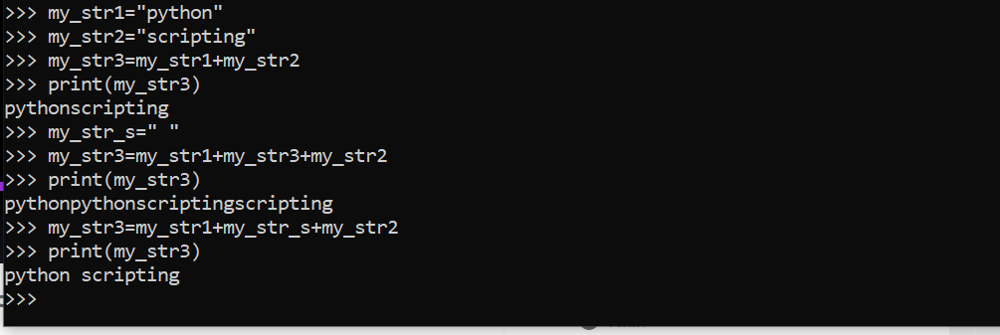 >>> my_str1="python"
>>> my_str2="scripting"
>>> my_str3=my_str1+my_str2
>>> print(my_str3)
pythonscripting
>>> my_str_s=" "
>>> my_str3=my_str1+my_str3+my_str2
>>> print(my_str3)
pythonpythonscriptingscripting
>>> my_str3=my_str1+my_str_s+my_str2
>>> print(my_str3)
python scripting
>>>